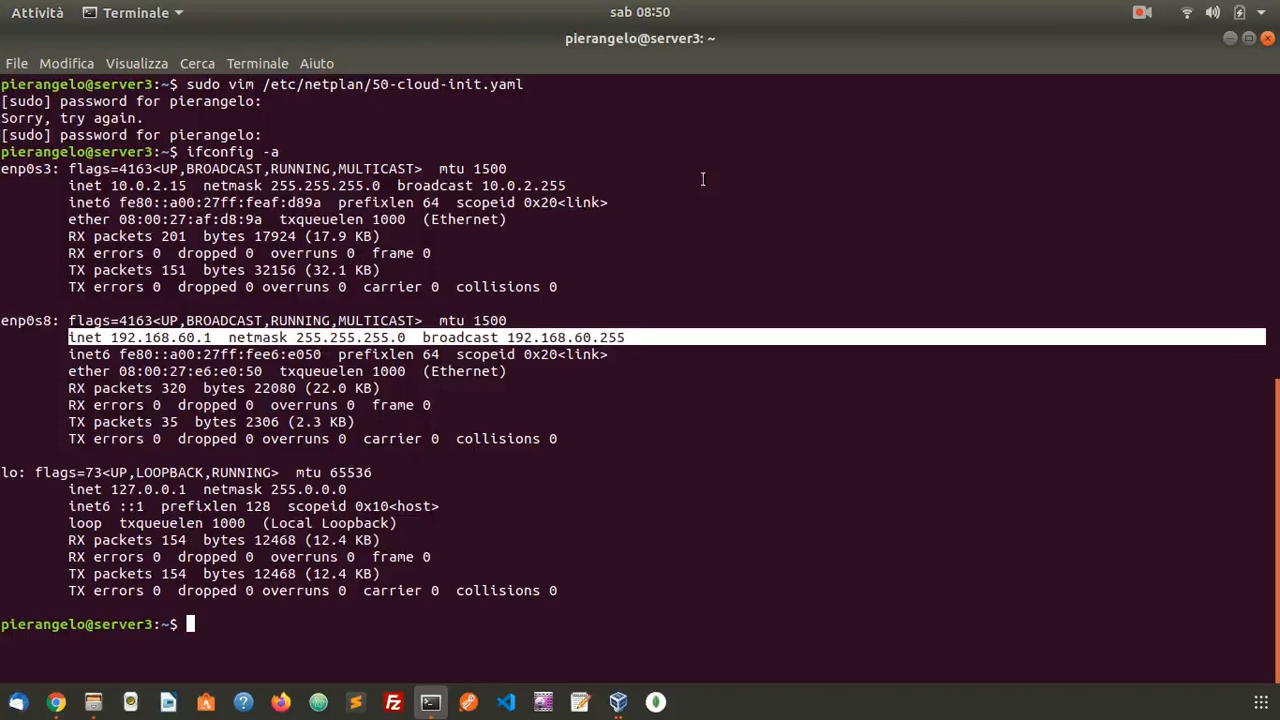 Attività Terminale sab 08:50
pierangelo@server3: ~
File Modifica Visualizza Cerca Terminale Aiuto
pierangelo@server3:~$ sudo vim /etc/netplan/50-cloud-init.yaml
[sudo] password for pierangelo:
Sorry, try again.
[sudo] password for pierangelo:
pierangelo@server3:~$ ifconfig -a
enp0s3: flags=4163<UP,BROADCAST,RUNNING,MULTICAST>  mtu 1500
        inet 10.0.2.15  netmask 255.255.255.0  broadcast 10.0.2.255
        inet6 fe80::a00:27ff:feaf:d89a  prefixlen 64  scopeid 0x20<link>
        ether 08:00:27:af:d8:9a  txqueuelen 1000  (Ethernet)
        RX packets 201  bytes 17924 (17.9 KB)
        RX errors 0  dropped 0  overruns 0  frame 0
        TX packets 151  bytes 32156 (32.1 KB)
        TX errors 0  dropped 0 overruns 0  carrier 0  collisions 0
enp0s8: flags=4163<UP,BROADCAST,RUNNING,MULTICAST>  mtu 1500
        inet 192.168.60.1  netmask 255.255.255.0  broadcast 192.168.60.255
        inet6 fe80::a00:27ff:fee6:e050  prefixlen 64  scopeid 0x20<link>
        ether 08:00:27:e6:e0:50  txqueuelen 1000  (Ethernet)
        RX packets 320  bytes 22080 (22.0 KB)
        RX errors 0  dropped 0  overruns 0  frame 0
        TX packets 35  bytes 2306 (2.3 KB)
        TX errors 0  dropped 0 overruns 0  carrier 0  collisions 0
lo: flags=73<UP,LOOPBACK,RUNNING>  mtu 65536
        inet 127.0.0.1  netmask 255.0.0.0
        inet6 ::1  prefixlen 128  scopeid 0x10<host>
        loop  txqueuelen 1000  (Local Loopback)
        RX packets 154  bytes 12468 (12.4 KB)
        RX errors 0  dropped 0  overruns 0  frame 0
        TX packets 154  bytes 12468 (12.4 KB)
        TX errors 0  dropped 0 overruns 0  carrier 0  collisions 0
pierangelo@server3:~$